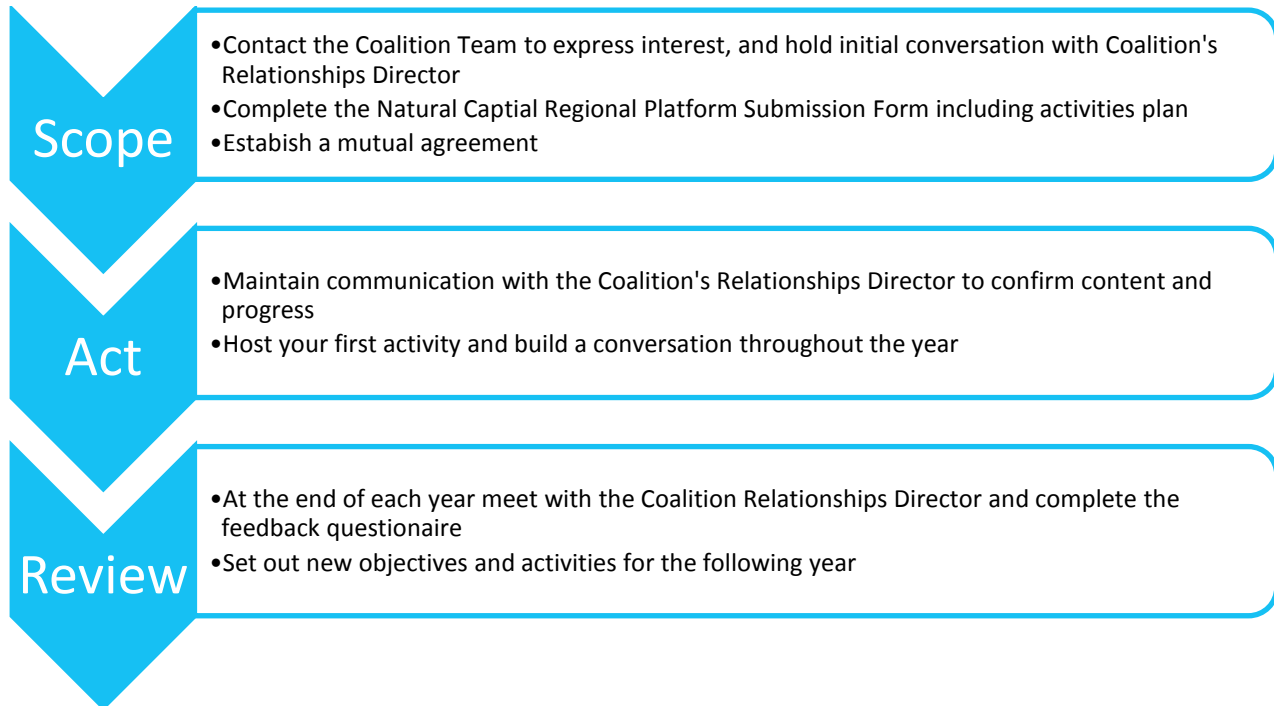 Scope
•Contact the Coalition Team to express interest, and hold initial conversation with Coalition's
Relationships Director
•Complete the Natural Captial Regional Platform Submission Form including activities plan
•Estabish a mutual agreement
Act
•Maintain communication with the Coalition's Relationships Director to confirm content and
progress
•Host your first activity and build a conversation throughout the year
Review
•At the end of each year meet with the Coalition Relationships Director and complete the
feedback questionaire
•Set out new objectives and activities for the following year